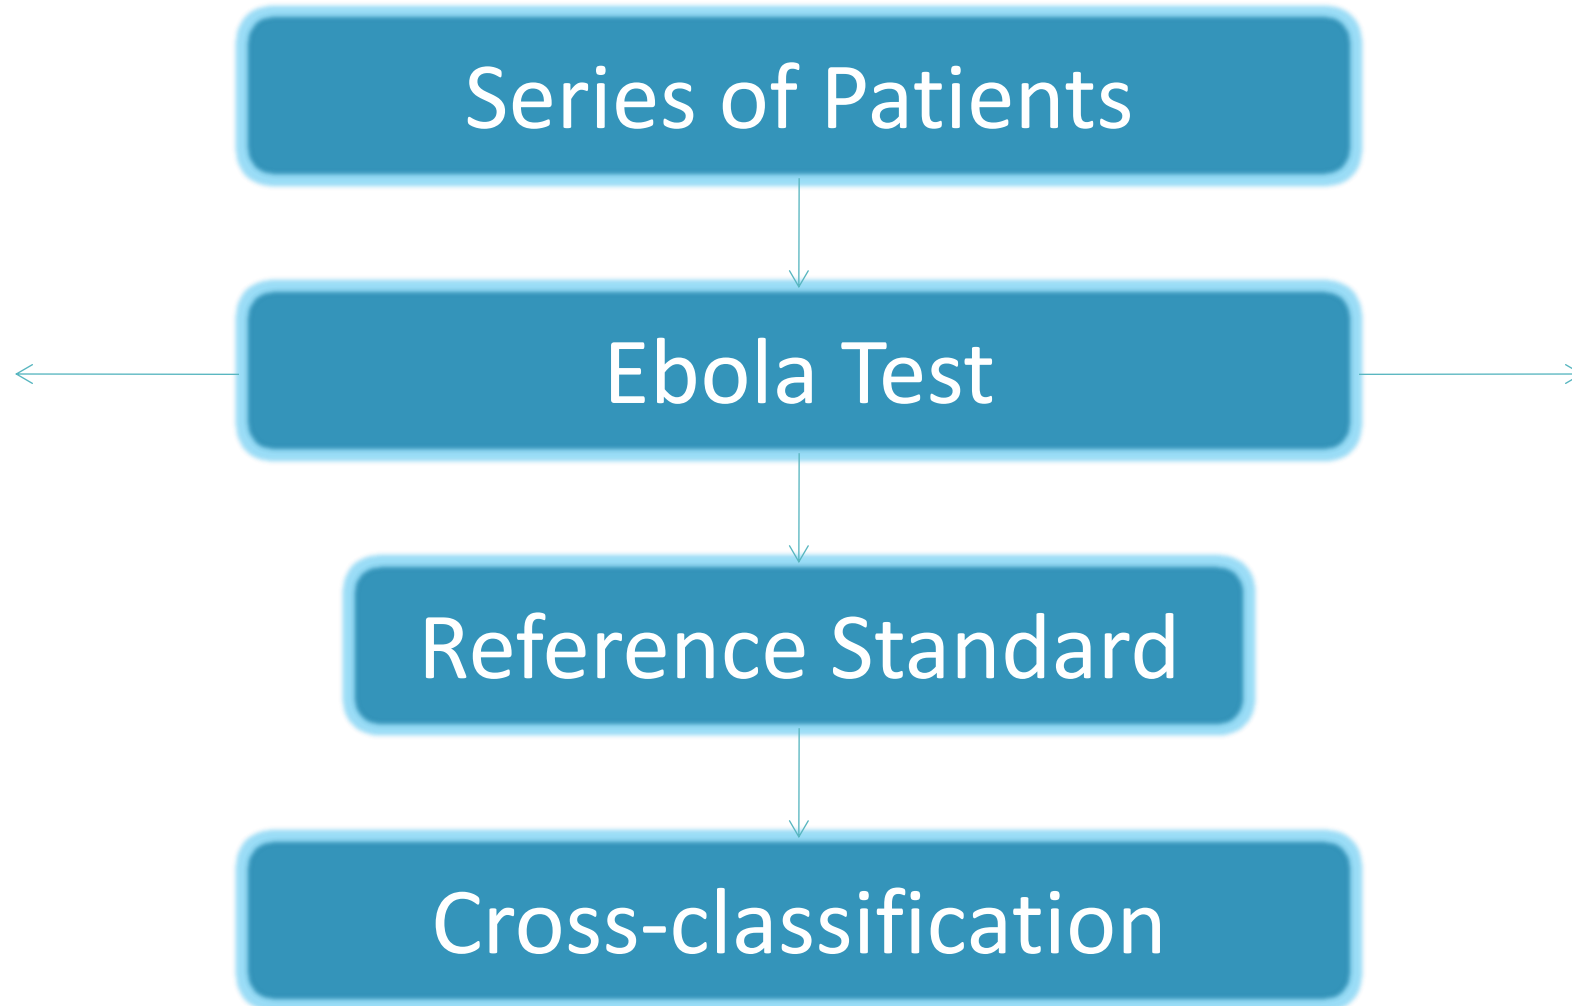 Series of Patients
Ebola Test
Reference Standard
Cross-classification